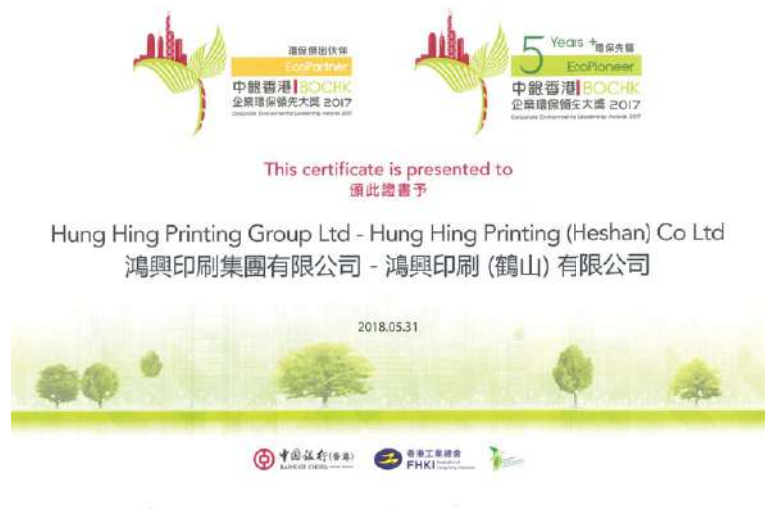 環保傑出伙伴
EcoPartner
中銀香港 BOCHK
企業環保領先大獎 2017
Corporate Environmental Leadership Awards 2017
5 Years +
環保先驅
EcoPioneer
中銀香港 BOCHK
企業環保領先大獎 2017
Corporate Environmental Leadership Awards 2017
This certificate is presented to
頒此證書予
Hung Hing Printing Group Ltd - Hung Hing Printing (Heshan) Co Ltd
鴻興印刷集團有限公司 - 鴻興印刷 (鶴山) 有限公司
2018.05.31
中国银行(香港)
BANK OF CHINA
香港工業總會
FHKI